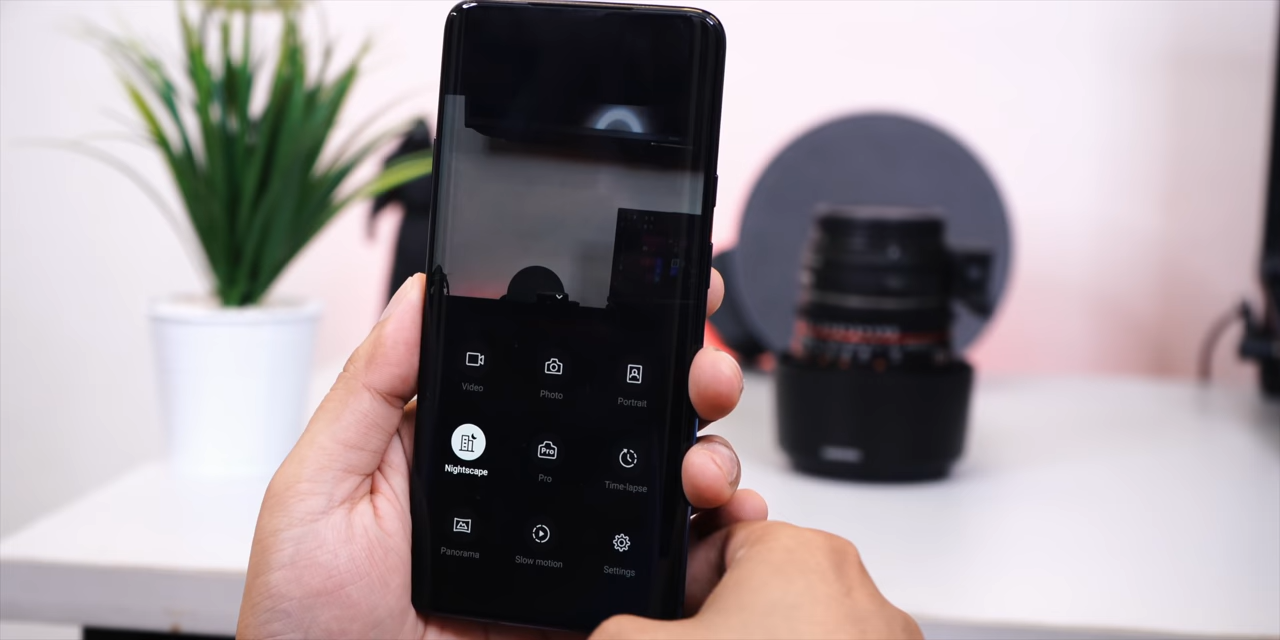 Video
Photo
Portrait
Nightscape
Pro
Pro
Time-lapse
Panorama
Slow motion
Settings